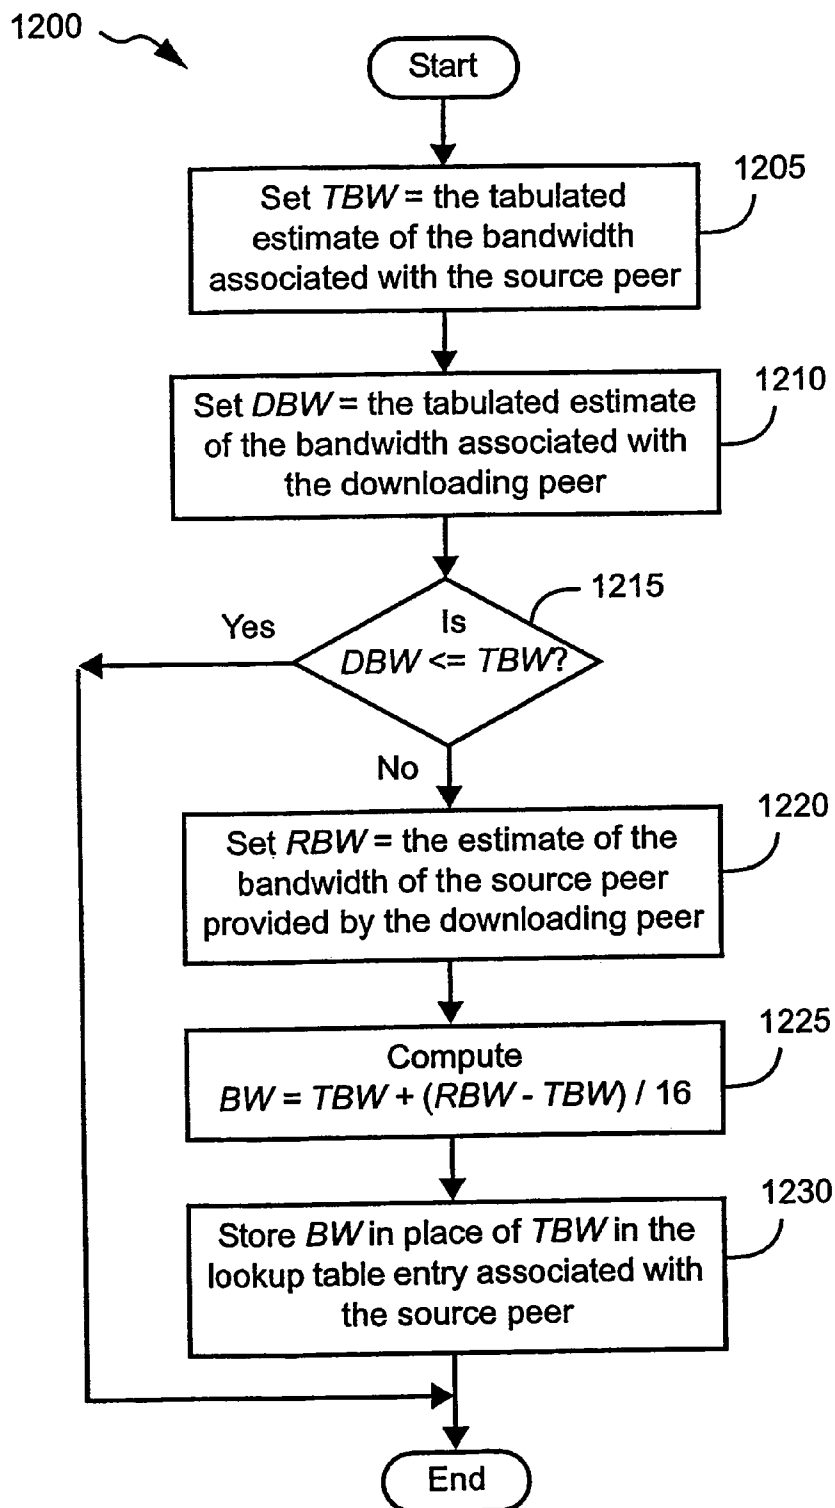 1200
Start
1205
Set TBW = the tabulated
estimate of the bandwidth
associated with the source peer
1210
Set DBW = the tabulated estimate
of the bandwidth associated with
the downloading peer
1215
Yes
Is
DBW <= TBW?
No
1220
Set RBW = the estimate of the
bandwidth of the source peer
provided by the downloading peer
1225
Compute
BW = TBW + (RBW - TBW) / 16
1230
Store BW in place of TBW in the
lookup table entry associated with
the source peer
End